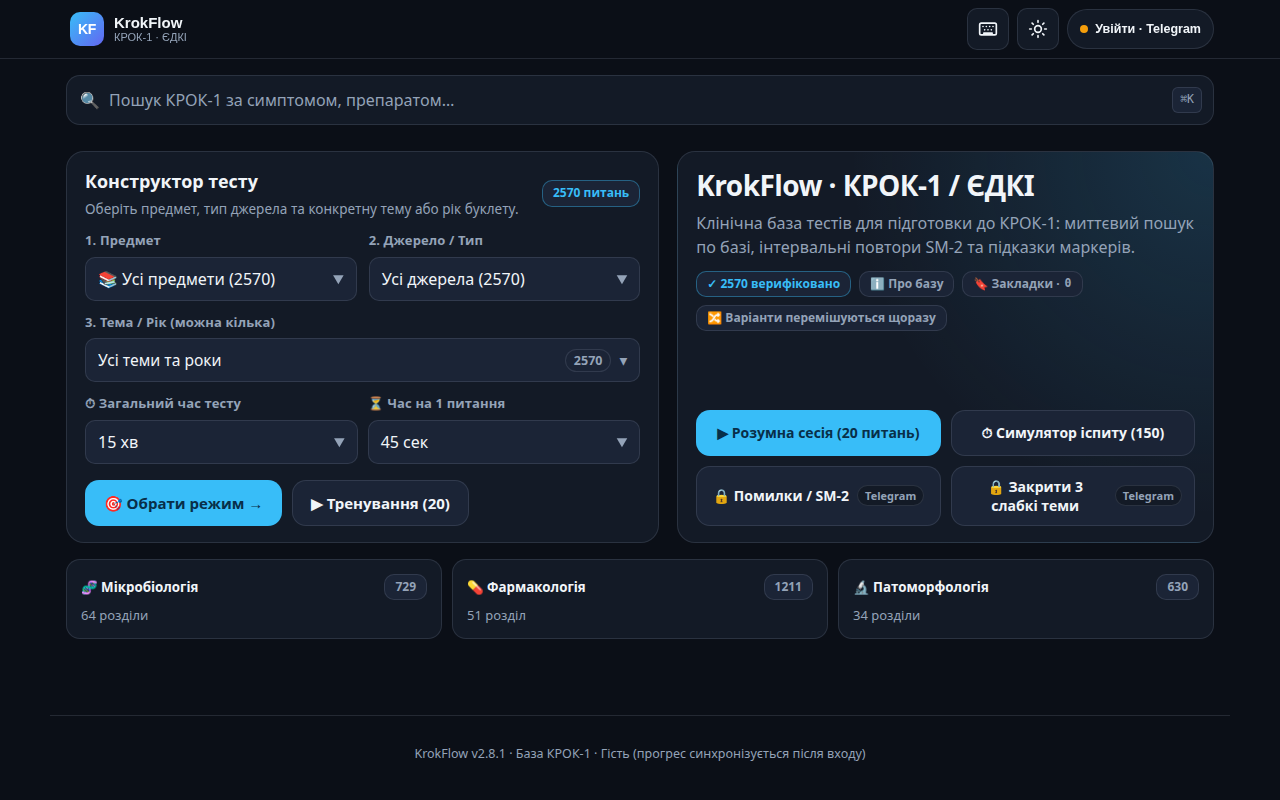 KF
KrokFlow
КРОК-1 · ЄДКІ
Увійти · Telegram
Пошук КРОК-1 за симптомом, препаратом...
⌘K
Конструктор тесту
Оберіть предмет, тип джерела та конкретну тему або рік буклету.
2570 питань
1. Предмет
2. Джерело / Тип
Усі предмети (2570)
Усі джерела (2570)
3. Тема / Рік (можна кілька)
Усі теми та роки
2570
Загальний час тесту
Час на 1 питання
15 хв
45 сек
Обрати режим →
▶ Тренування (20)
KrokFlow · КРОК-1 / ЄДКІ
Клінічна база тестів для підготовки до КРОК-1: миттєвий пошук
по базі, інтервальні повтори SM-2 та підказки маркерів.
✓ 2570 верифіковано
Про базу
Закладки · 0
Варіанти перемішуються щоразу
▶ Розумна сесія (20 питань)
Симулятор іспиту (150)
Помилки / SM-2
Telegram
Закрити 3
слабкі теми
Telegram
Мікробіологія
729
64 розділи
Фармакологія
1211
51 розділ
Патоморфологія
630
34 розділи
KrokFlow v2.8.1 · База КРОК-1 · Гість (прогрес синхронізується після входу)